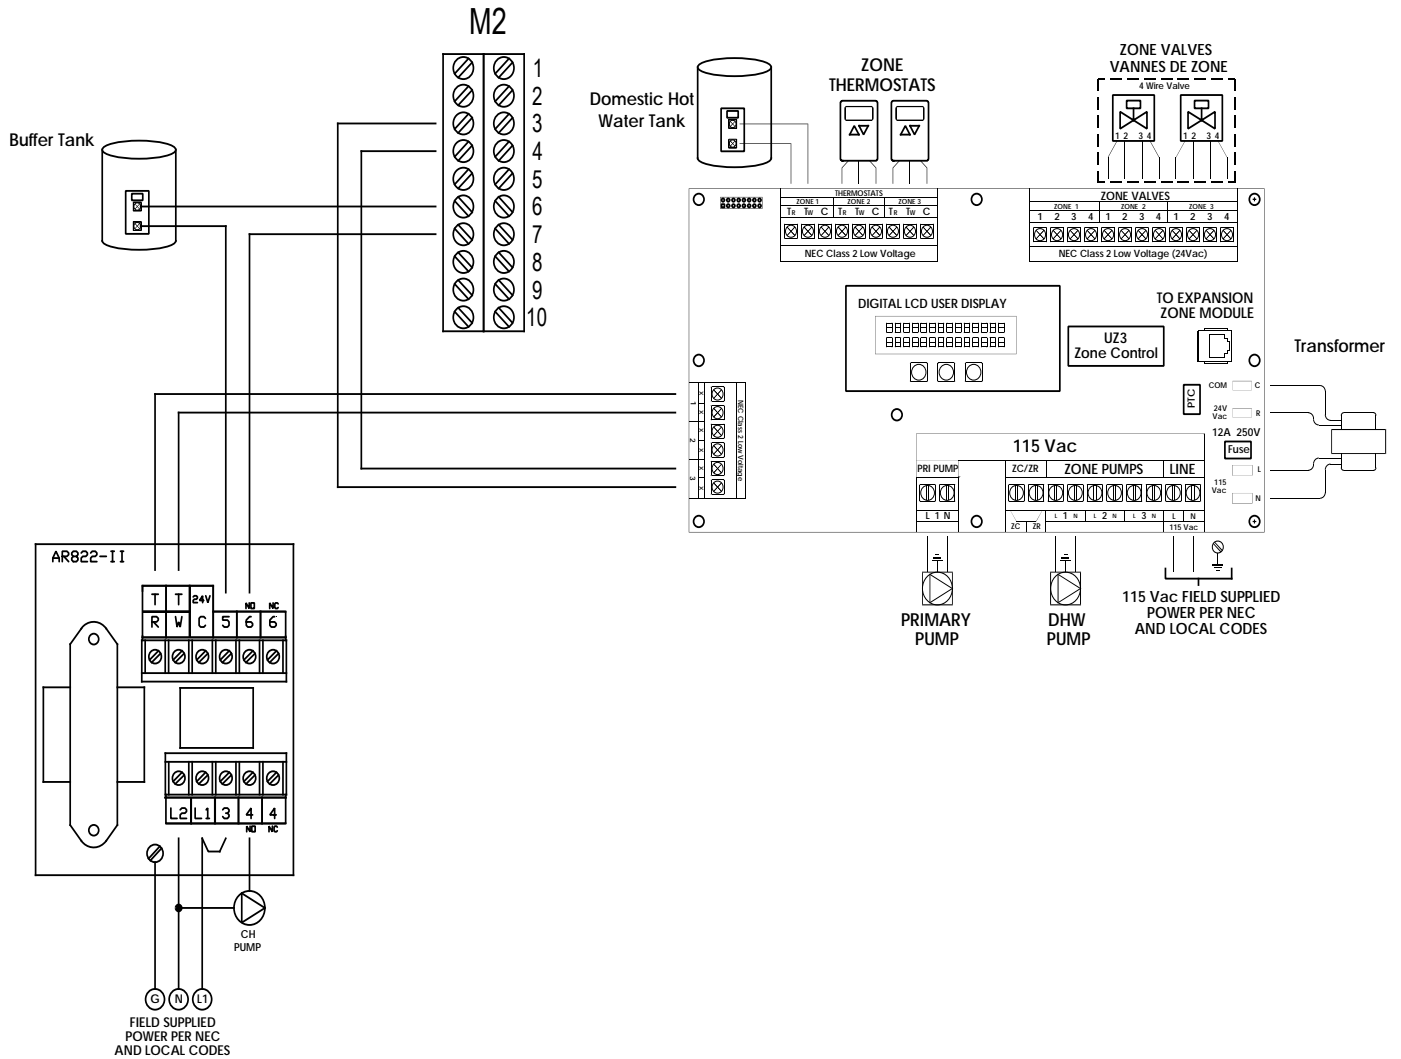 M2
1
2
3
4
5
6
7
8
9
10
Buffer Tank
Domestic Hot
Water Tank
ZONE
THERMOSTATS
ZONE VALVES
VANNES DE ZONE
4 Wire Valve
1 2 3 4
1 2 3 4
THERMOSTATS
ZONE 1 ZONE 2 ZONE 3
TR TW C TR TW C TR TW C
NEC Class 2 Low Voltage
ZONE VALVES
ZONE 1 ZONE 2 ZONE 3
1 2 3 4 1 2 3 4 1 2 3 4
NEC Class 2 Low Voltage (24Vac)
DIGITAL LCD USER DISPLAY
UZ3
Zone Control
TO EXPANSION
ZONE MODULE
Transformer
PTC
COM C
24V
Vac R
12A 250V
Fuse
L
115
Vac N
1
2
3
X
X
X
X
X
X
NEC Class 2 Low Voltage
115 Vac
PRI PUMP ZC/ZR ZONE PUMPS LINE
L 1 N L 1 N L 2 N L 3 N L N
ZC ZR 115 Vac
PRIMARY
PUMP
DHW
PUMP
115 Vac FIELD SUPPLIED
POWER PER NEC
AND LOCAL CODES
AR822-II
T T 24V NO NC
R W C 5 6 6
L2 L1 3 4 4
NO NC
CH
PUMP
G N L1
FIELD SUPPLIED
POWER PER NEC
AND LOCAL CODES